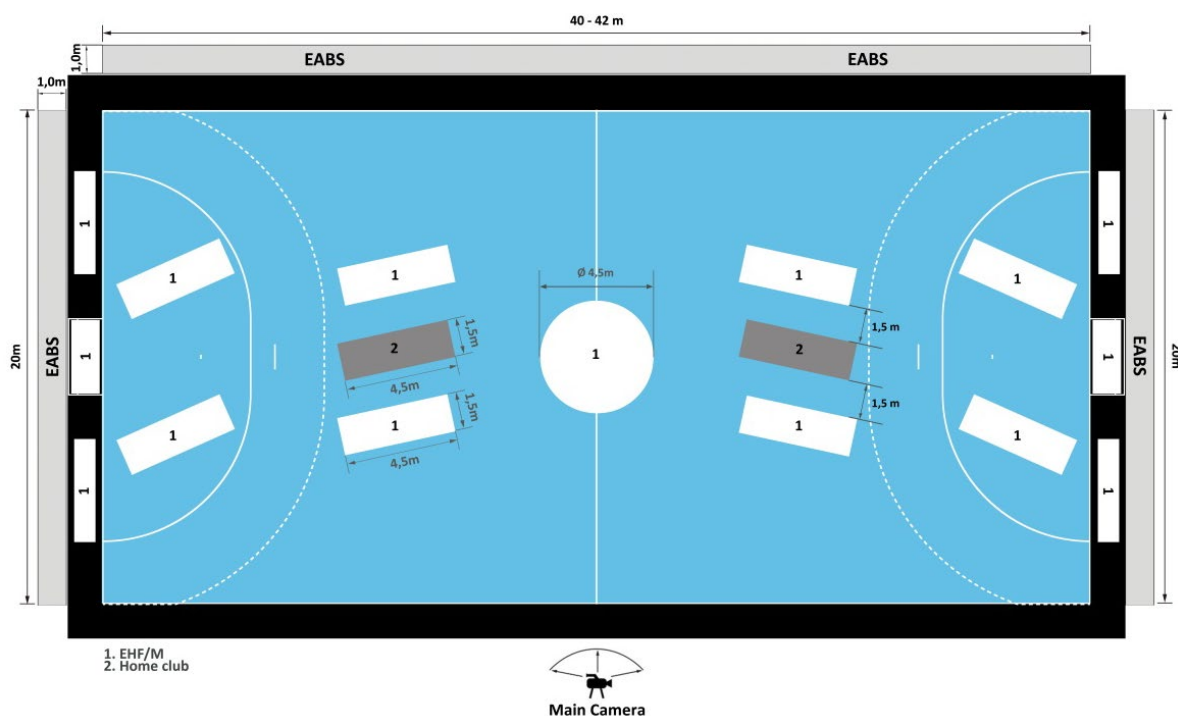 40 - 42 m
1,0m
EABS
EABS
1,0m
20m
EABS
1
1
1
1
1
1
1
2
1
1,5m
4,5m
1,5m
4,5m
Ø 4,5m
1
1
2
1
1,5 m
1,5 m
1
1
1
1
1
EABS
20m
1. EHF/M
2. Home club
Main Camera